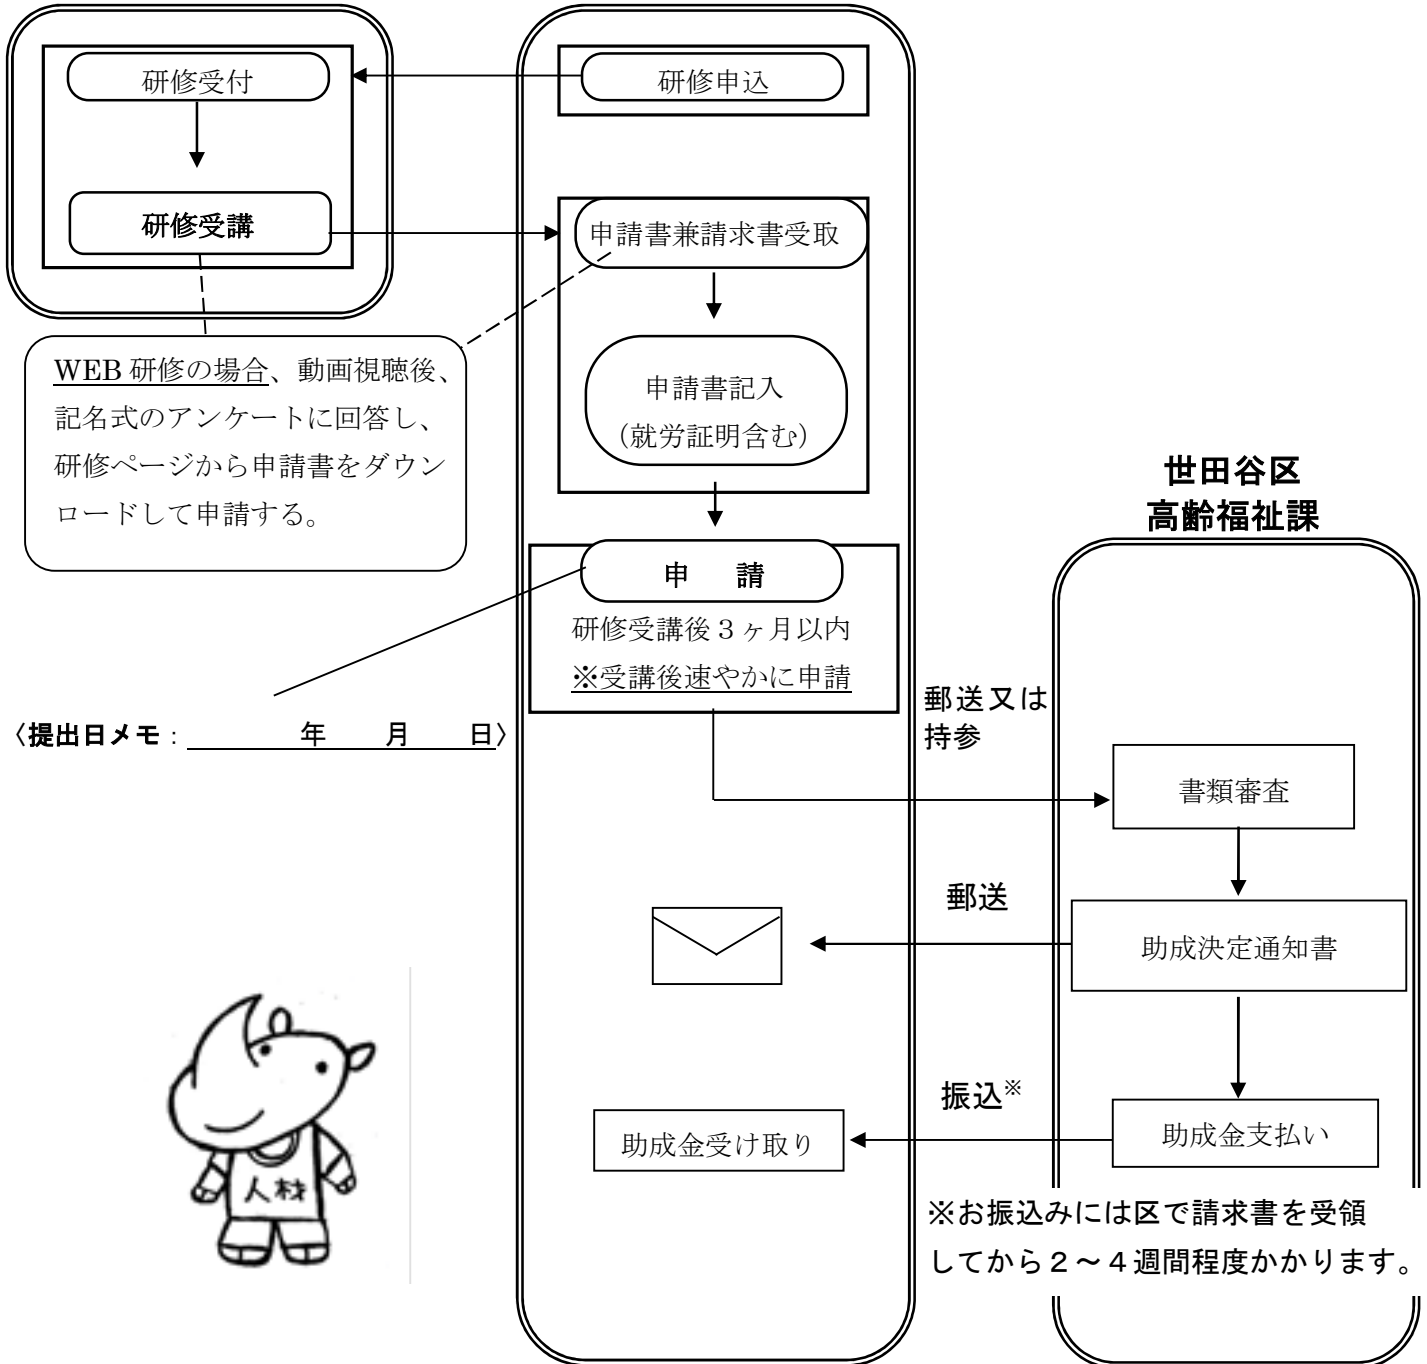 研修受付
研修申込
研修受講
申請書兼請求書受取
WEB 研修の場合、動画視聴後、
記名式のアンケートに回答し、
研修ページから申請書をダウン
ロードして申請する。
申請書記入
（就労証明含む）
世田谷区
高齢福祉課
申　請
研修受講後３ヶ月以内
※受講後速やかに申請
〈提出日メモ：　　　年　　月　　日〉
郵送又は
持参
書類審査
郵送
助成決定通知書
振込※
助成金受け取り
助成金支払い
人材
※お振込みには区で請求書を受領
してから２～４週間程度かかります。